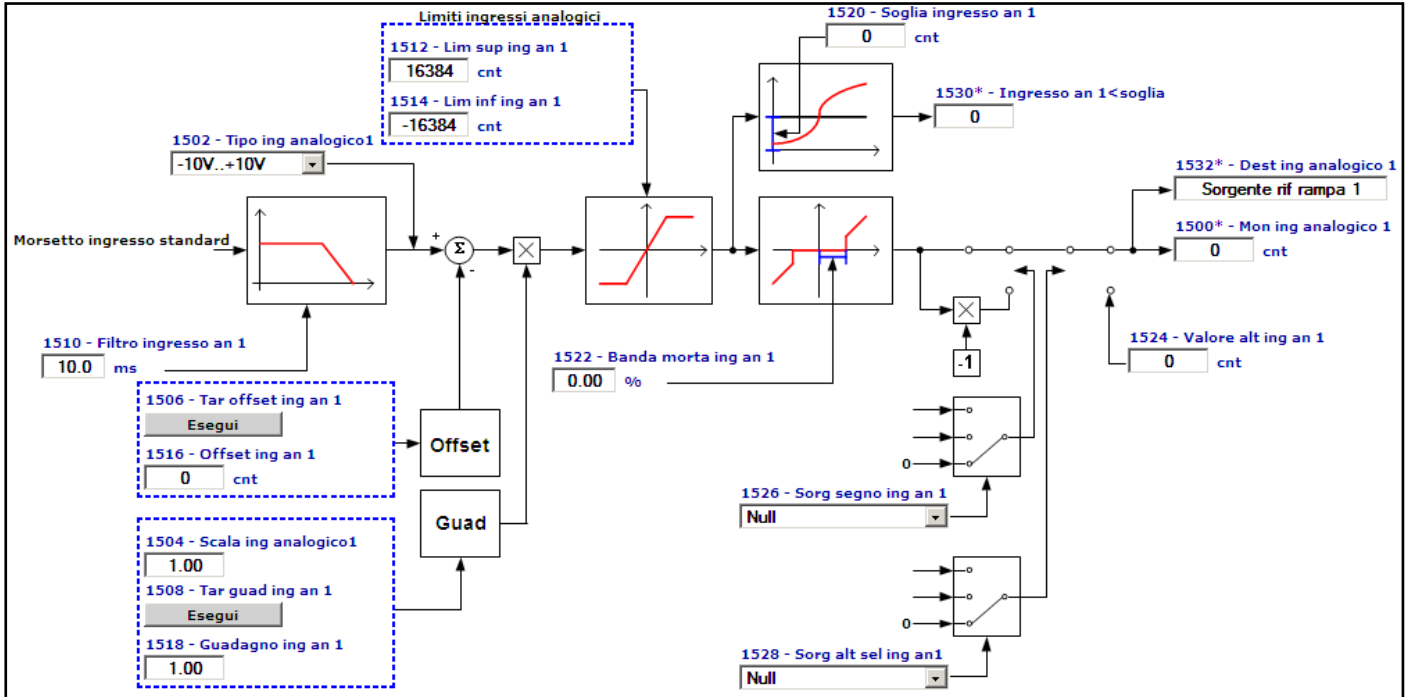 Limiti ingressi analogici
1512 - Lim sup ing an 1
16384 cnt
1514 - Lim inf ing an 1
-16384 cnt
1520 - Soglia ingresso an 1
0 cnt
1530* - Ingresso an 1<soglia
0
1502 - Tipo ing analogico1
-10V..+10V
1532* - Dest ing analogico 1
Sorgente rif rampa 1
Morsetto ingresso standard
+
Σ
-
1500* - Mon ing analogico 1
0 cnt
1510 - Filtro ingresso an 1
10.0 ms
1522 - Banda morta ing an 1
0.00 %
-1
1524 - Valore alt ing an 1
0 cnt
1506 - Tar offset ing an 1
Esegui
1516 - Offset ing an 1
0 cnt
Offset
0
1526 - Sorg segno ing an 1
Null
Guad
1504 - Scala ing analogico1
1.00
1508 - Tar guad ing an 1
Esegui
1518 - Guadagno ing an 1
1.00
0
1528 - Sorg alt sel ing an1
Null